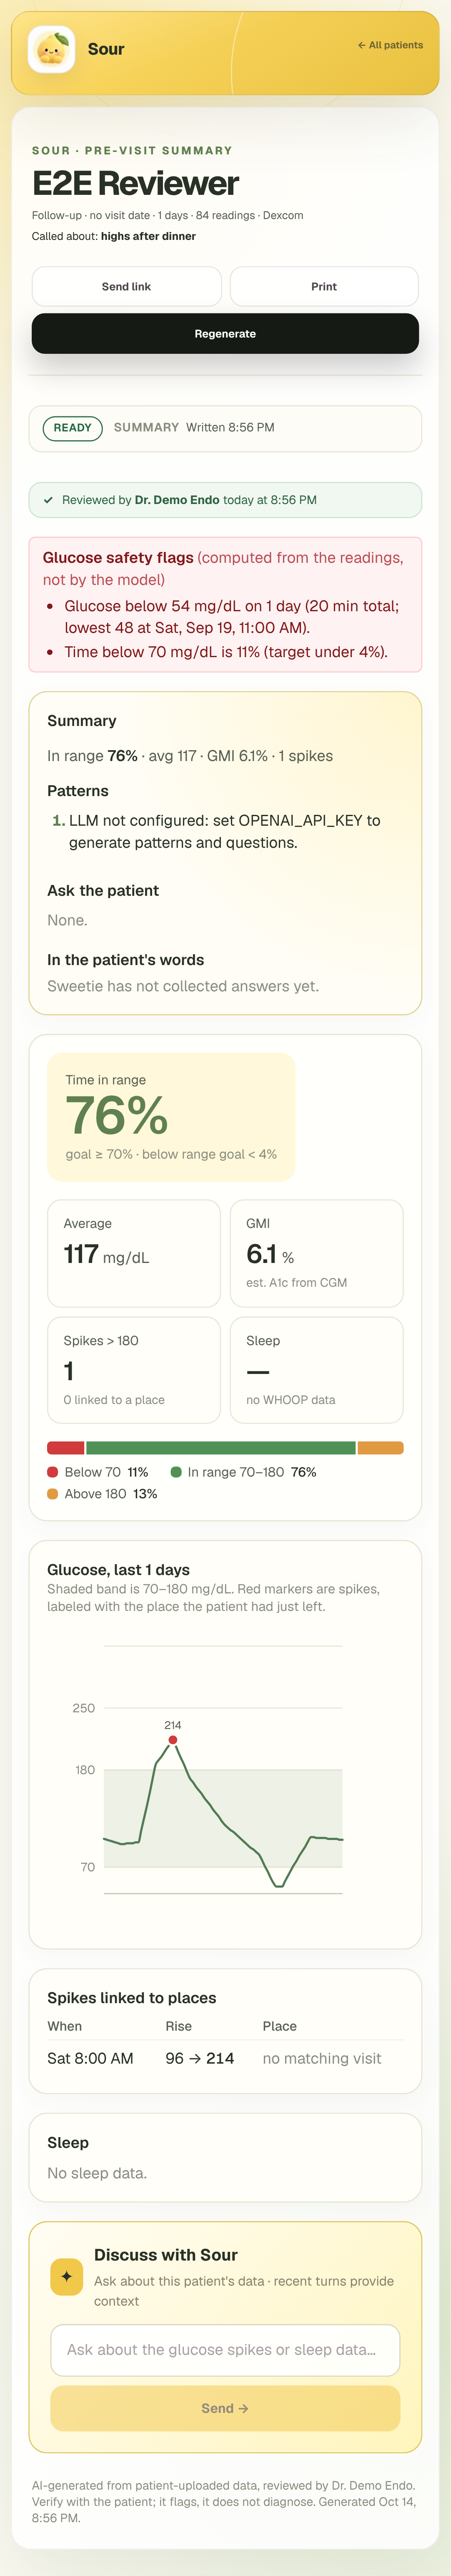 Sour
← All patients
SOUR · PRE-VISIT SUMMARY
E2E Reviewer
Follow-up · no visit date · 1 days · 84 readings · Dexcom
Called about: highs after dinner
Send link
Print
Regenerate
READY SUMMARY Written 8:56 PM
✓ Reviewed by Dr. Demo Endo today at 8:56 PM
Glucose safety flags (computed from the readings,
not by the model)
• Glucose below 54 mg/dL on 1 day (20 min total;
lowest 48 at Sat, Sep 19, 11:00 AM).
• Time below 70 mg/dL is 11% (target under 4%).
Summary
In range 76% · avg 117 · GMI 6.1% · 1 spikes
Patterns
1. LLM not configured: set OPENAI_API_KEY to
generate patterns and questions.
Ask the patient
None.
In the patient's words
Sweetie has not collected answers yet.
Time in range
76%
goal ≥ 70% · below range goal < 4%
Average
117 mg/dL
GMI
6.1 %
est. A1c from CGM
Spikes > 180
1
0 linked to a place
Sleep
—
no WHOOP data
Below 70 11% In range 70–180 76%
Above 180 13%
Glucose, last 1 days
Shaded band is 70–180 mg/dL. Red markers are spikes,
labeled with the place the patient had just left.
250
214
180
70
Spikes linked to places
When Rise Place
Sat 8:00 AM 96 → 214 no matching visit
Sleep
No sleep data.
✦
Discuss with Sour
Ask about this patient's data · recent turns provide
context
Ask about the glucose spikes or sleep data...
Send →
AI-generated from patient-uploaded data, reviewed by Dr. Demo Endo.
Verify with the patient; it flags, it does not diagnose. Generated Oct 14,
8:56 PM.